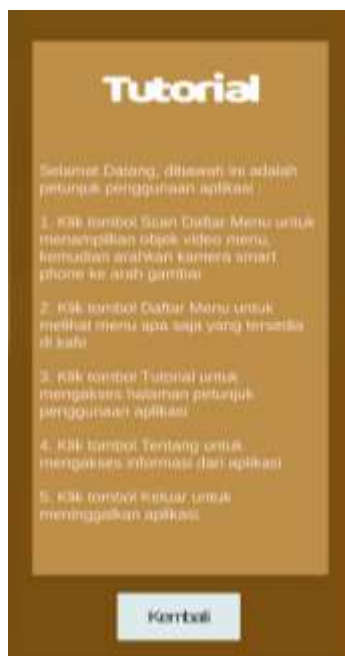 Tutorial
Selamat Datang, dibawah ini adalah
petunjuk penggunaan aplikasi
1. Klik tombol Scan Daftar Menu untuk
menampilkan objek video menu,
kemudian arahkan kamera smart
phone ke arah gambar
2. Klik tombol Daftar Menu untuk
melihat menu apa saja yang tersedia
di kafe
3. Klik tombol Tutorial untuk
mengakses halaman petunjuk
penggunaan aplikasi
4. Klik tombol Tentang untuk
mengakses informasi dari aplikasi
5. Klik tombol Keluar untuk
meninggalkan aplikasi
Kembali